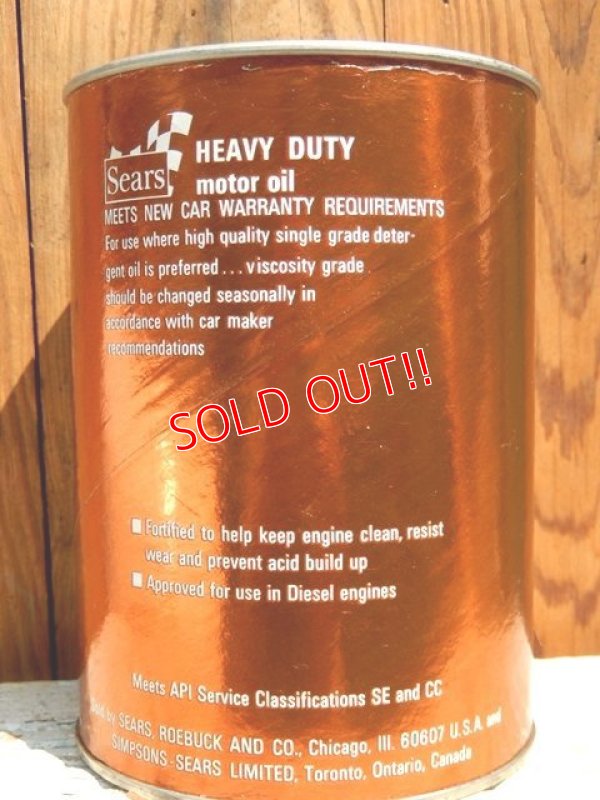 Sears
HEAVY DUTY
motor oil
MEETS NEW CAR WARRANTY REQUIREMENTS
For use where high quality single grade deter-
gent oil is preferred...viscosity grade
should be changed seasonally in
accordance with car maker
recommendations
SOLD OUT!!
Fortified to help keep engine clean, resist
wear and prevent acid build up
Approved for use in Diesel engines
Meets API Service Classifications SE and CC
Sold by SEARS, ROEBUCK AND CO., Chicago, Ill. 60607 U.S.A. and
SIMPSONS-SEARS LIMITED, Toronto, Ontario, Canada